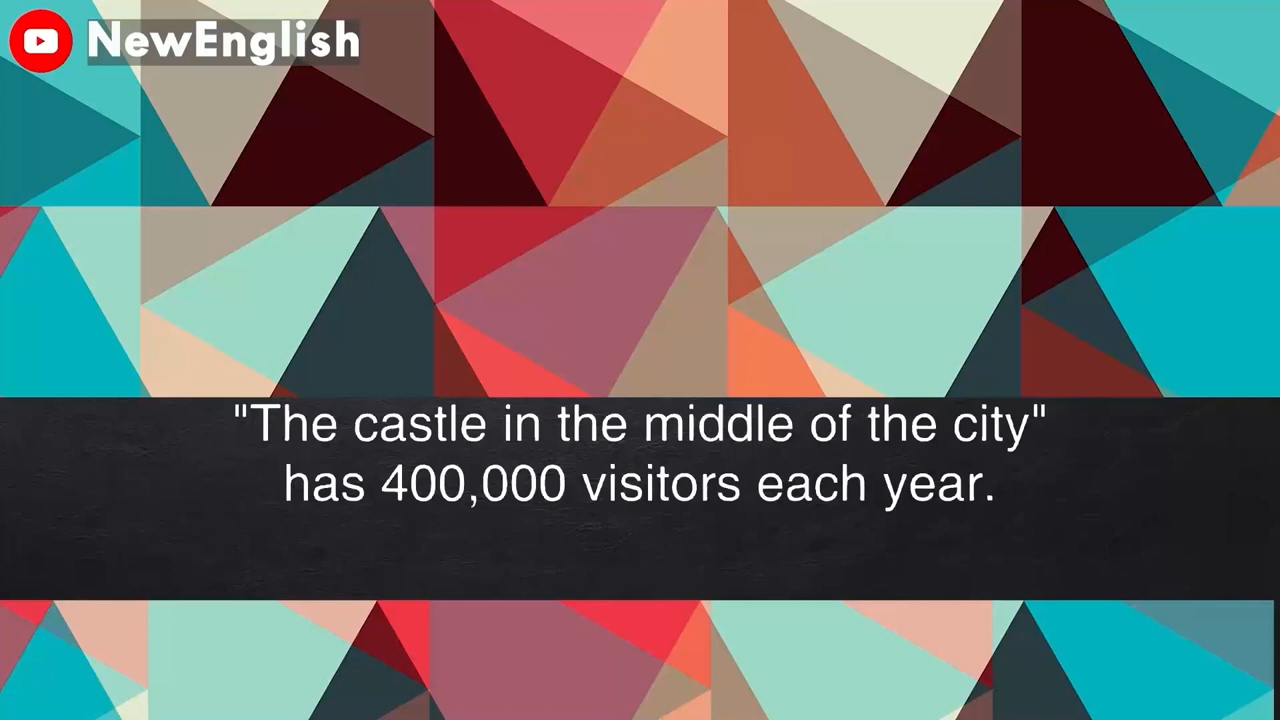 NewEnglish
"The castle in the middle of the city"
has 400,000 visitors each year.